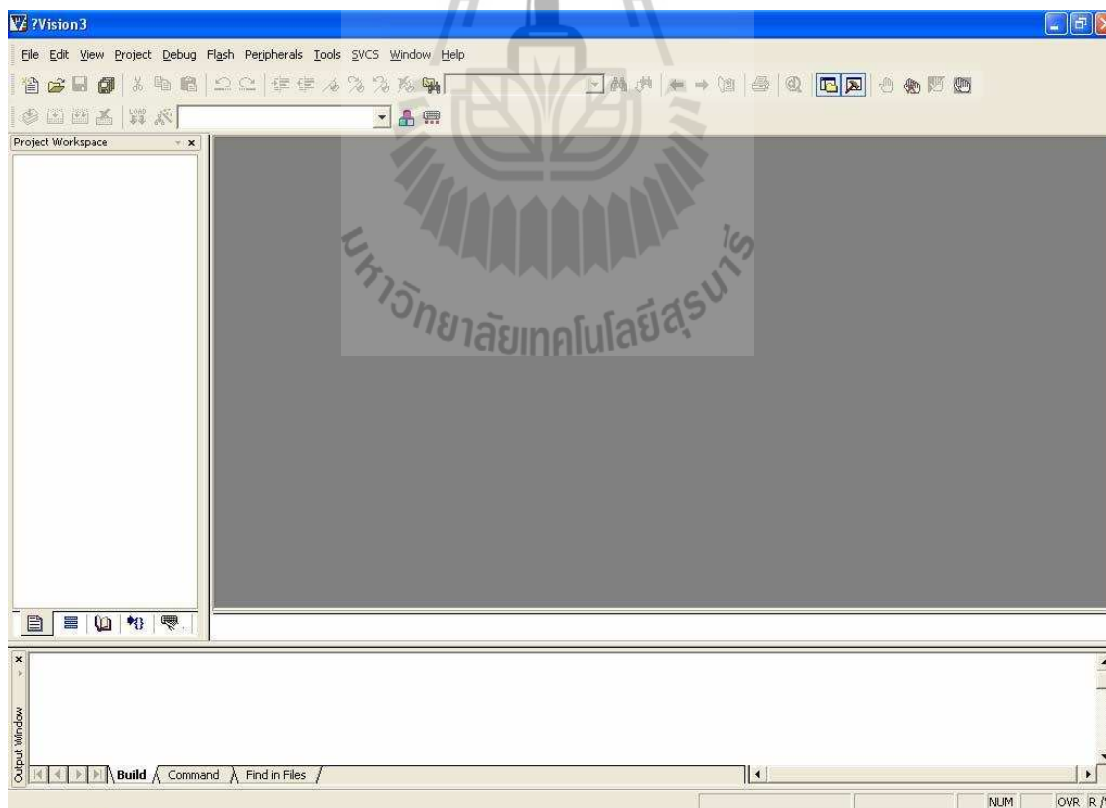 ?Vision3
File Edit View Project Debug Flash Peripherals Tools SVCS Window Help
Project Workspace
มหาวิทยาลัยเทคโนโลยีสุรนารี
Output Window
Build Command Find in Files
NUM OVR R